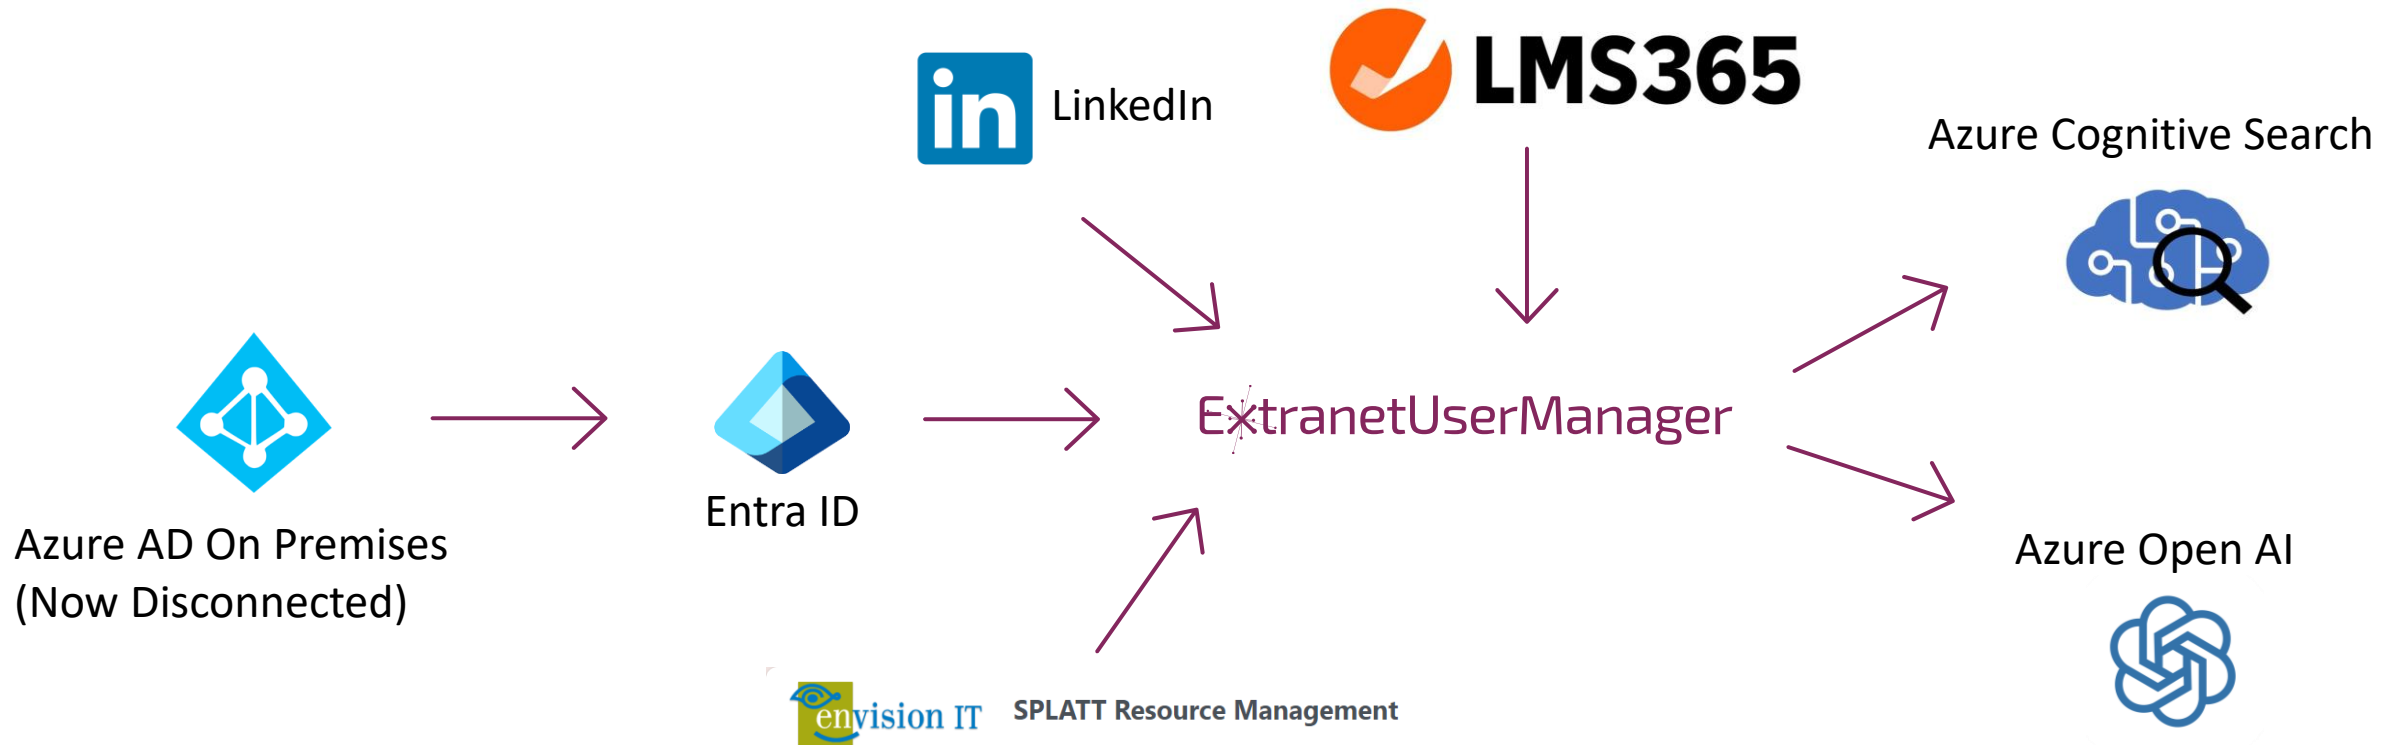 in LinkedIn
LMS365
Azure Cognitive Search
ExtranetUserManager
Entra ID
Azure AD On Premises
(Now Disconnected)
Azure Open AI
envision IT SPLATT Resource Management